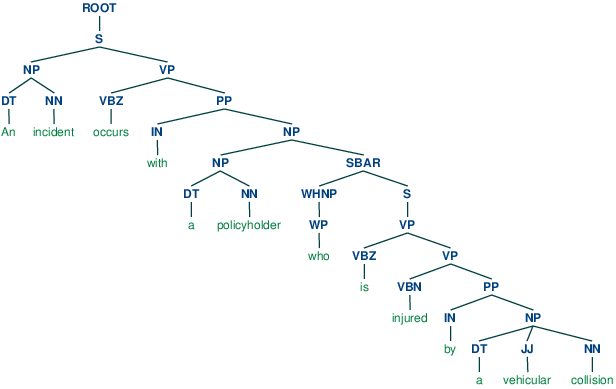 ROOT
S
NP VP
DT NN VBZ PP
An incident occurs IN NP
with NP SBAR
DT NN WHNP S
a policyholder WP VP
who VBZ VP
is VBN PP
injured IN NP
by DT JJ NN
a vehicular collision